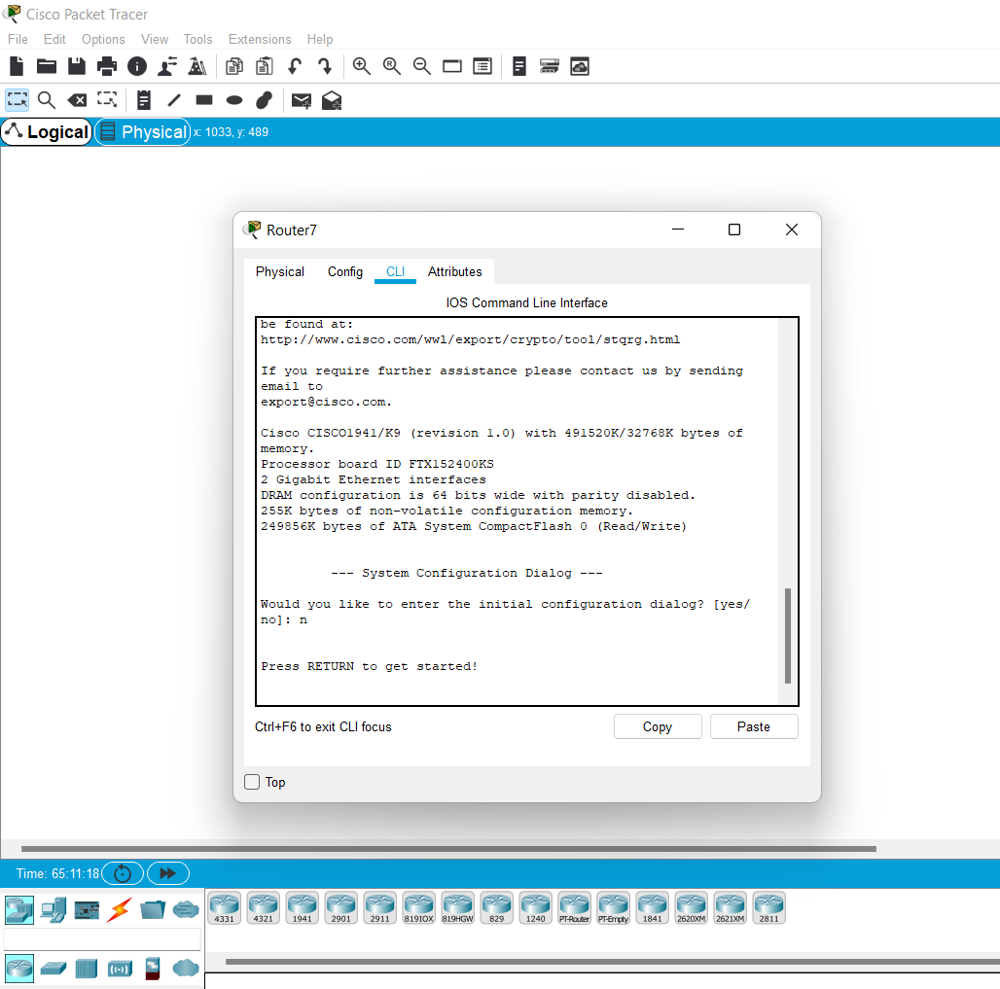 Cisco Packet Tracer
File Edit Options View Tools Extensions Help
Logical Physical x: 1033, y: 489
Router7
Physical Config CLI Attributes
IOS Command Line Interface
be found at:
http://www.cisco.com/wwl/export/crypto/tool/stqrg.html
If you require further assistance please contact us by sending
email to
export@cisco.com.
Cisco CISCO1941/K9 (revision 1.0) with 491520K/32768K bytes of
memory.
Processor board ID FTX152400KS
2 Gigabit Ethernet interfaces
DRAM configuration is 64 bits wide with parity disabled.
255K bytes of non-volatile configuration memory.
249856K bytes of ATA System CompactFlash 0 (Read/Write)
--- System Configuration Dialog ---
Would you like to enter the initial configuration dialog? [yes/
no]: n
Press RETURN to get started!
Ctrl+F6 to exit CLI focus Copy Paste
Top
Time: 65:11:18
4331 4321 1941 2901 2911 819IOX 819HGW 829 1240 PT-Router PT-Empty 1841 2620XM 2621XM 2811